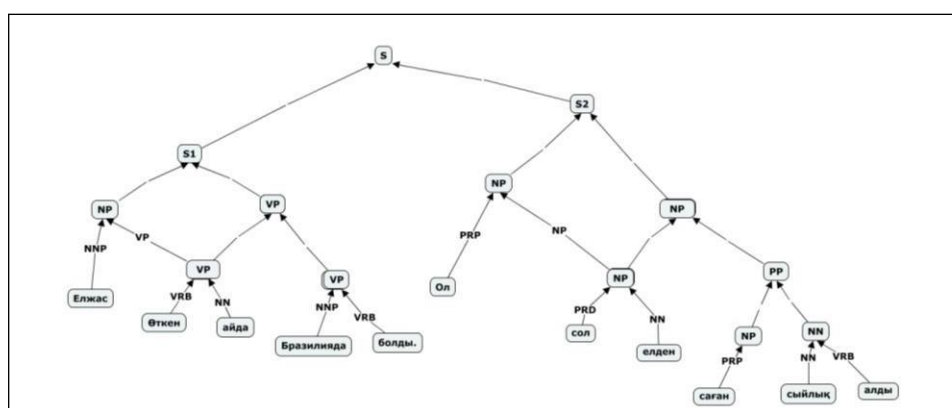 S
S2
S1
NP
NP
VP
NP
PRP
NP
VP
NNP
VP
VP
NP
PP
Елжас
VRB
NN
NNP
VRB
Ол
PRD
NN
Өткен
айда
Бразилияда
болды.
сол
елден
NP
NN
PRP
NN
VRB
саған
сыйлық
алды